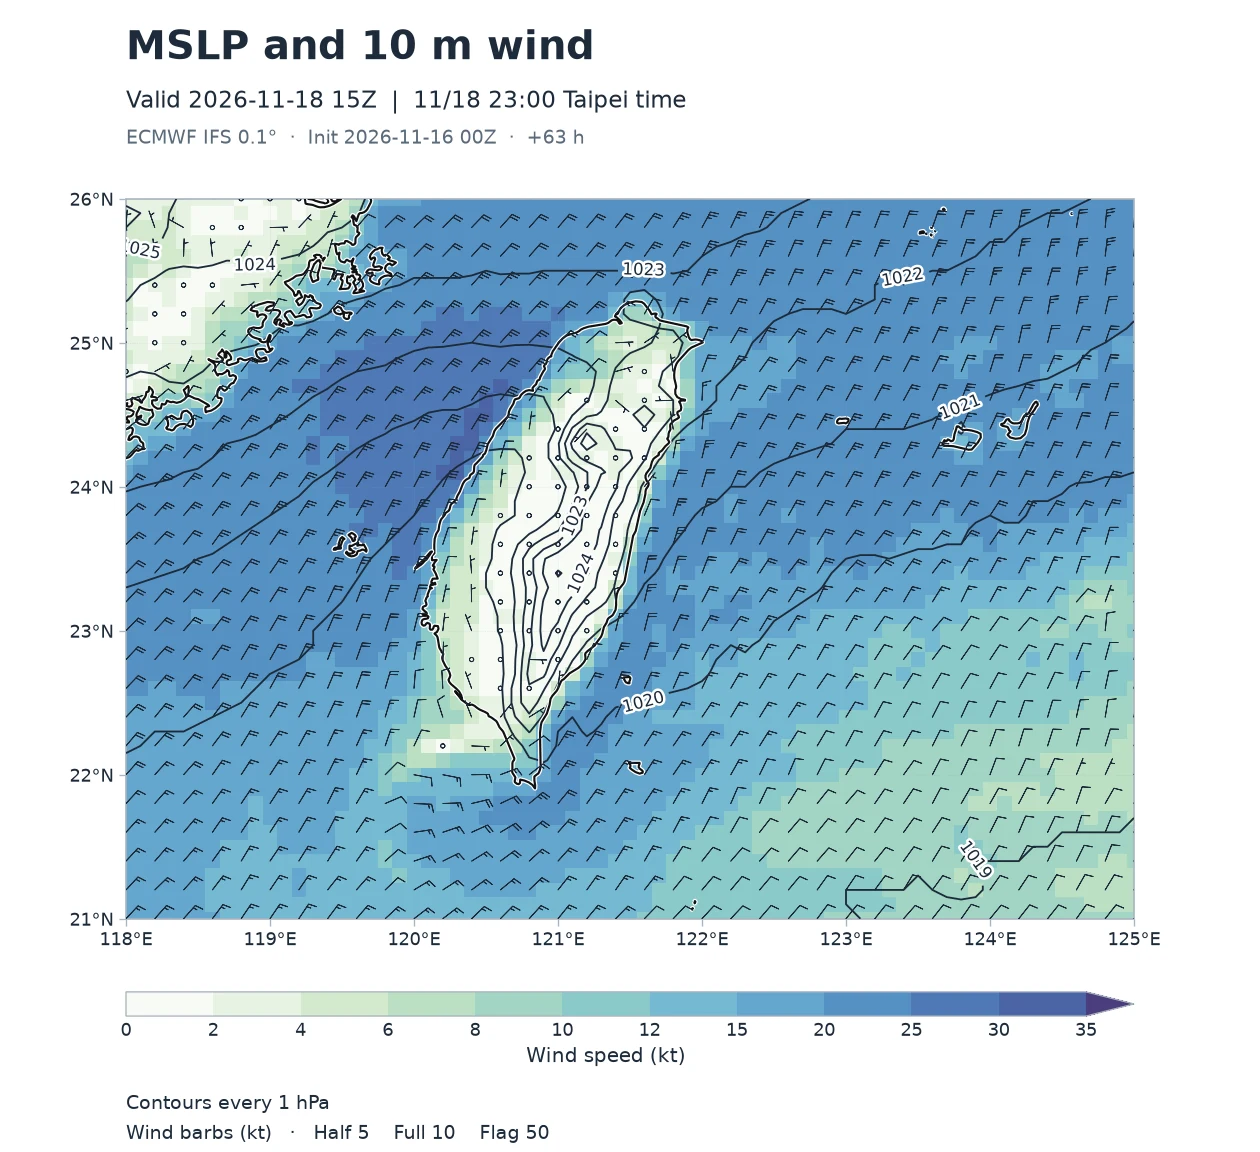 MSLP and 10 m wind
Valid 2026-11-18 15Z | 11/18 23:00 Taipei time
ECMWF IFS 0.1° · Init 2026-11-16 00Z · +63 h
26°N
25°N
24°N
23°N
22°N
21°N
025
1024
1023
1022
1021
1023
1024
1020
1019
118°E 119°E 120°E 121°E 122°E 123°E 124°E 125°E
0 2 4 6 8 10 12 15 20 25 30 35
Wind speed (kt)
Contours every 1 hPa
Wind barbs (kt) · Half 5 Full 10 Flag 50